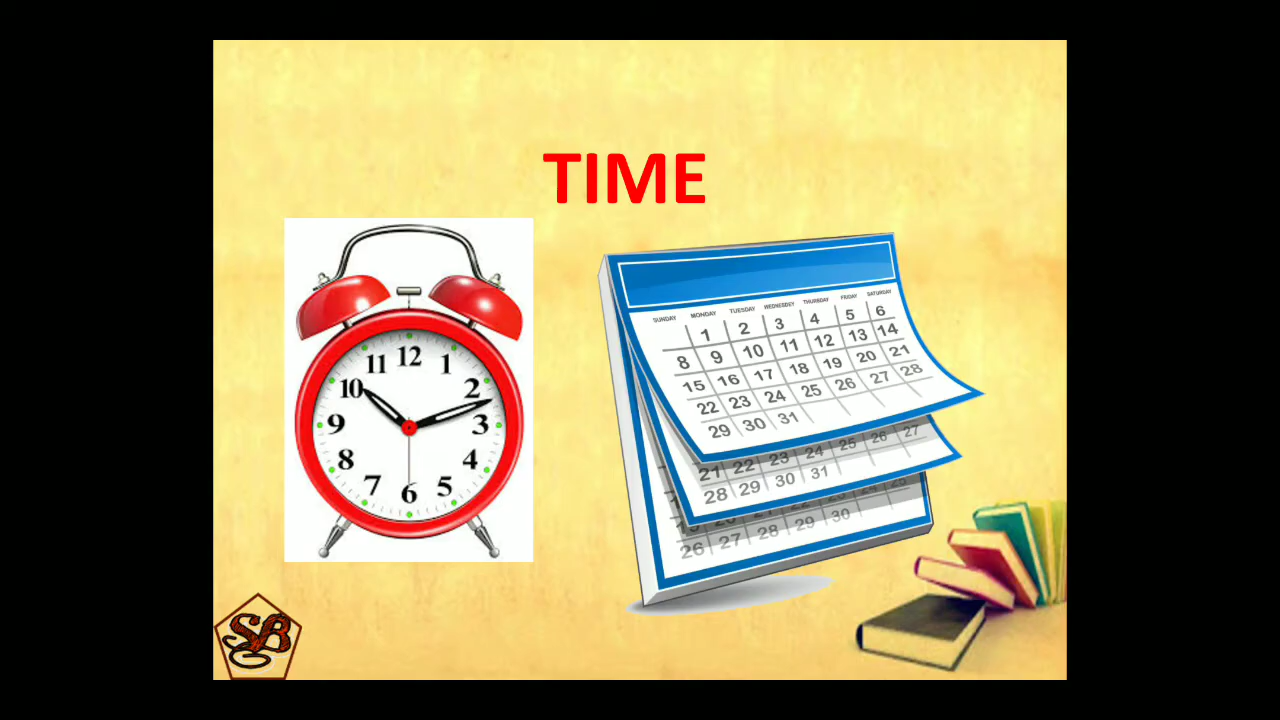 TIME
12
11 1
10 2
9 3
8 4
7 5
6
SUNDAY MONDAY TUESDAY WEDNESDAY THURSDAY FRIDAY SATURDAY
1 2 3 4 5 6
8 9 10 11 12 13 14
15 16 17 18 19 20 21
22 23 24 25 26 27 28
29 30 31
21 22 23 24 25 26 27
28 29 30 31
26 27 28 29 30
SB